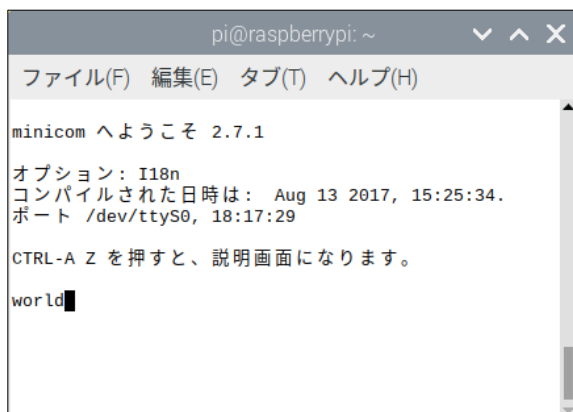 pi@raspberrypi: ~
ファイル(F) 編集(E) タブ(T) ヘルプ(H)
minicom へようこそ 2.7.1
オプション: I18n
コンパイルされた日時は: Aug 13 2017, 15:25:34.
ポート /dev/ttyS0, 18:17:29
CTRL-A Z を押すと、説明画面になります。
world